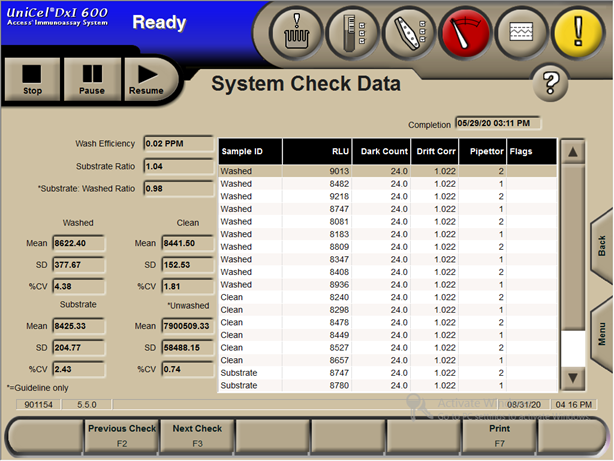 UniCel®DxI 600
Access® Immunoassay System
Ready
Stop
Pause
Resume
System Check Data
?
!
Completion 05/29/20 03:11 PM
Wash Efficiency 0.02 PPM
Substrate Ratio 1.04
*Substrate: Washed Ratio 0.98
Washed Clean
Mean 8622.40 Mean 8441.50
SD 377.67 SD 152.53
%CV 4.38 %CV 1.81
Substrate *Unwashed
Mean 8425.33 Mean 7900509.33
SD 204.77 SD 58488.15
%CV 2.43 %CV 0.74
*=Guideline only
Sample ID RLU Dark Count Drift Corr Pipettor Flags
Washed 9013 24.0 1.022 2
Washed 8482 24.0 1.022 1
Washed 9218 24.0 1.022 2
Washed 8747 24.0 1.022 1
Washed 8081 24.0 1.022 2
Washed 8183 24.0 1.022 1
Washed 8809 24.0 1.022 2
Washed 8347 24.0 1.022 1
Washed 8408 24.0 1.022 2
Washed 8936 24.0 1.022 1
Clean 8240 24.0 1.022 2
Clean 8298 24.0 1.022 1
Clean 8478 24.0 1.022 2
Clean 8449 24.0 1.022 1
Clean 8527 24.0 1.022 2
Clean 8657 24.0 1.022 1
Substrate 8747 24.0 1.022 2
Substrate 8780 24.0 1.022 1
Back
Menu
901154 5.5.0 08/31/20 04:16 PM
Activate Wi
Go to PC settings to activate Windows.
Previous Check Next Check Print
F2 F3 F7